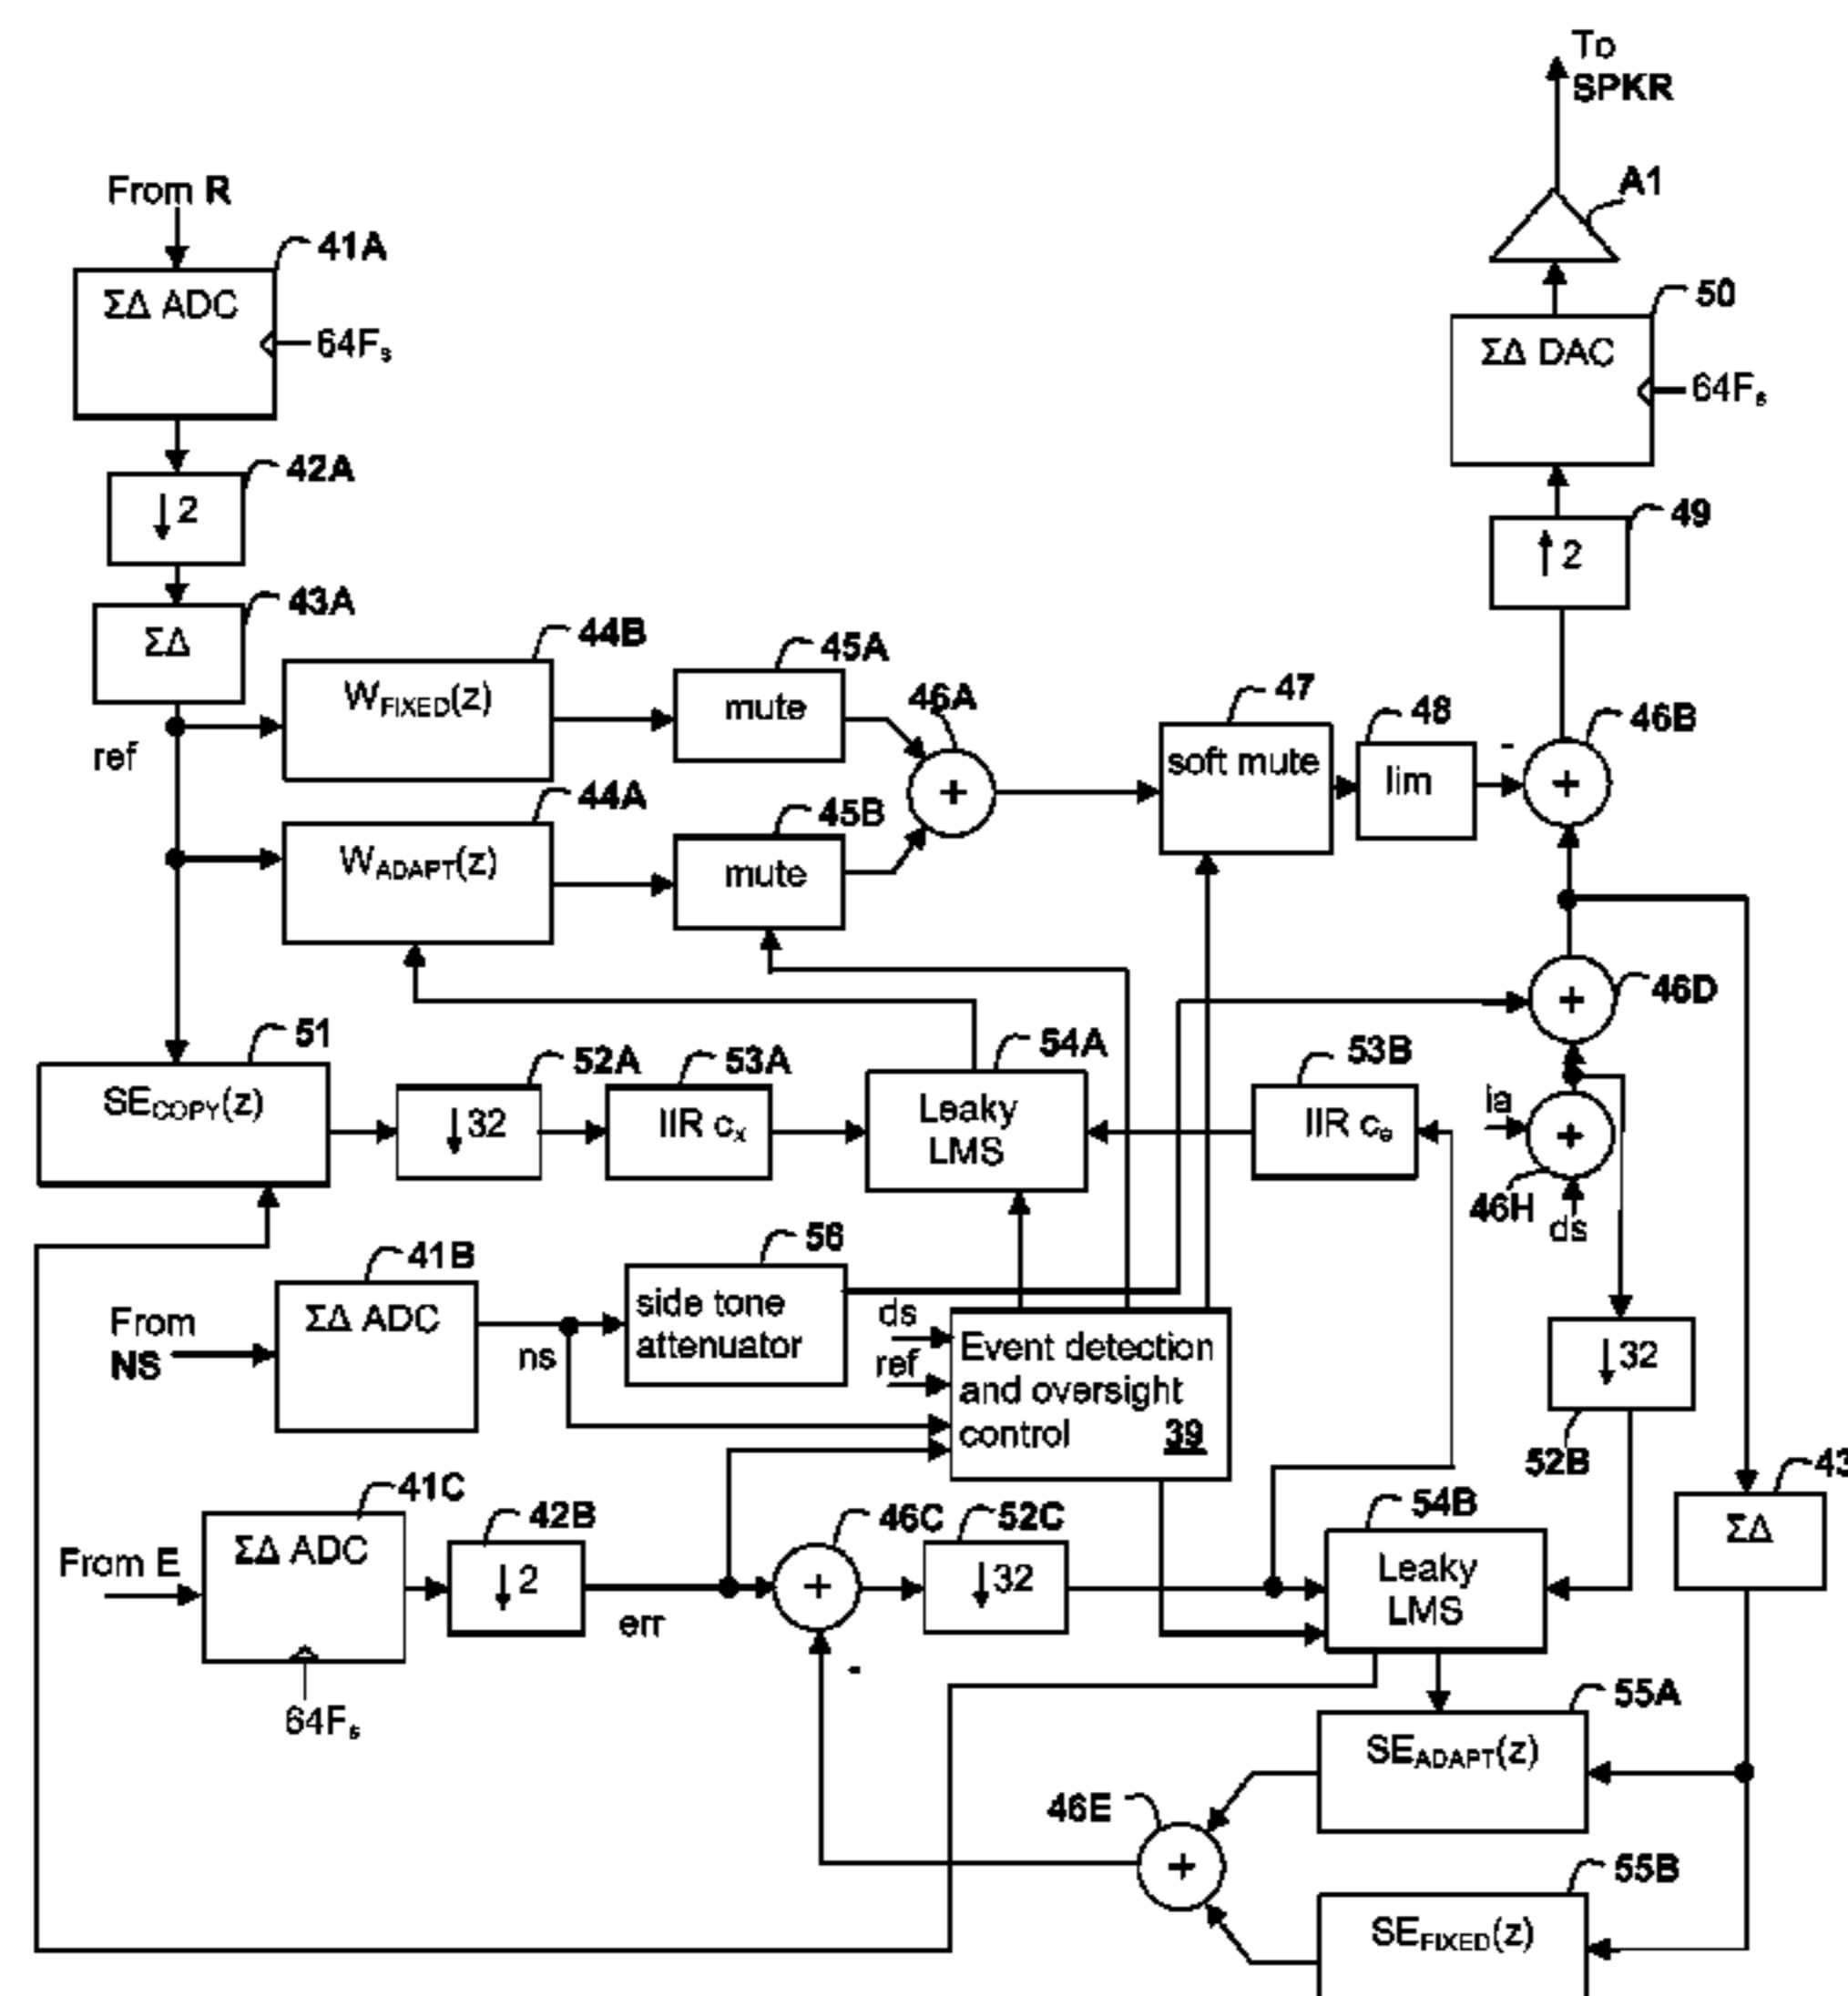 To
SPKR
A1
From R
41A
ΣΔ ADC
64Fs
50
ΣΔ DAC
64Fs
42A
↓2
49
↑2
43A
ΣΔ
ref
44B
WFIXED(z)
45A
mute
46A
+
47
soft mute
48
lim
-
46B
+
44A
WADAPT(z)
45B
mute
46D
+
51
SECOPY(z)
52A
↓32
53A
IIR cx
54A
Leaky
LMS
53B
IIR ce
ia
+
46H
ds
41B
From
NS
ΣΔ ADC
ns
56
side tone
attenuator
ds
ref
Event detection
and oversight
control
39
↓32
52B
41C
From E
ΣΔ ADC
64Fs
42B
↓2
err
46C
+
-
52C
↓32
54B
Leaky
LMS
43
ΣΔ
55A
SEADAPT(z)
46E
+
55B
SEFIXED(z)